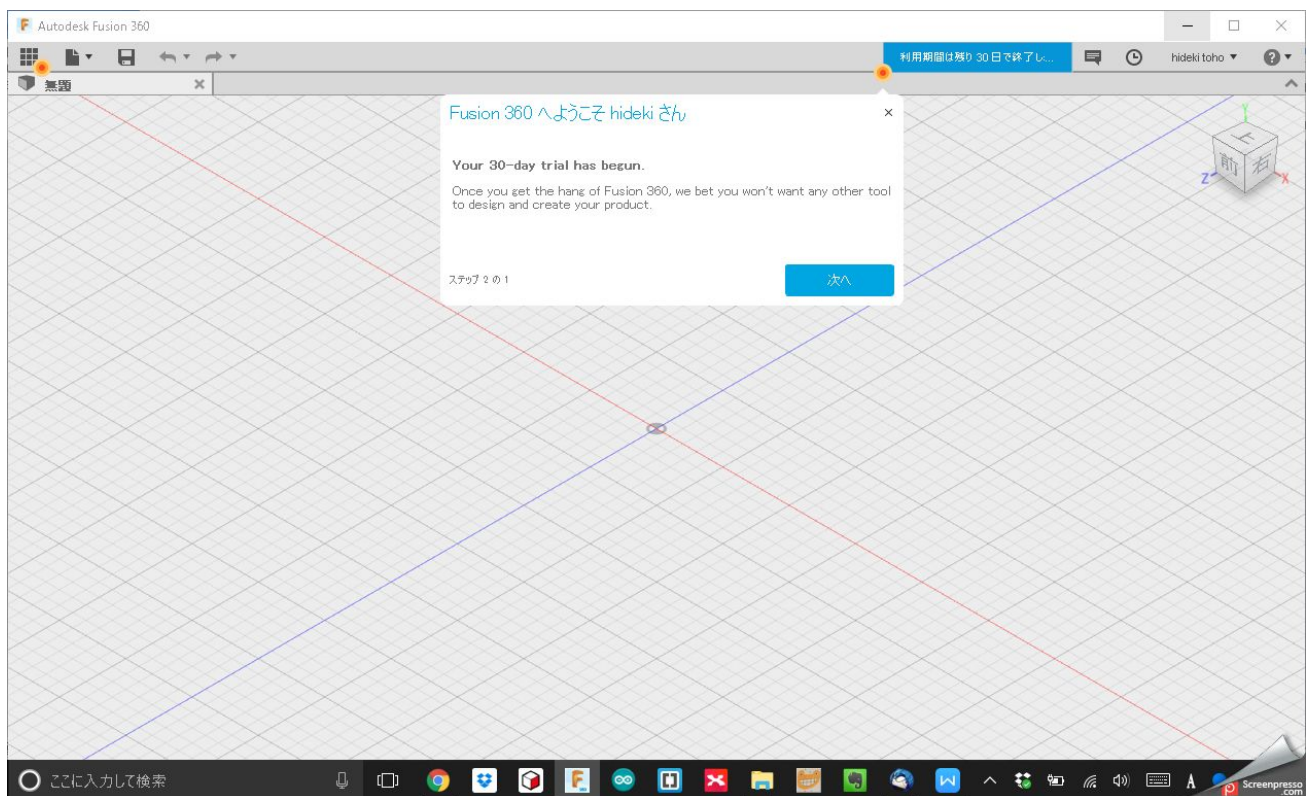 Autodesk Fusion 360
利用期間は残り 30 日で終了し...
hideki toho
無題
Fusion 360 へようこそ hideki さん
Your 30-day trial has begun.
Once you get the hang of Fusion 360, we bet you won't want any other tool
to design and create your product.
ステップ 2 の 1
次へ
Y
上
前
右
Z
X
ここに入力して検索
A
Screenpresso
.com